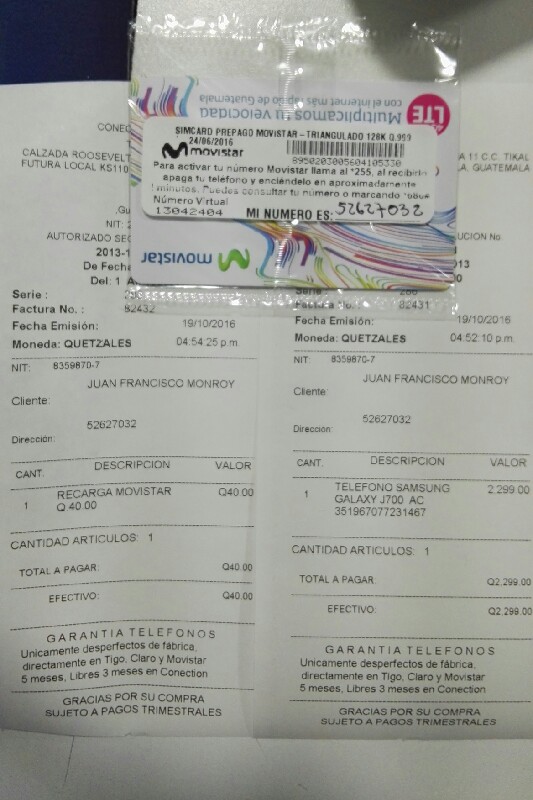 LTE
Multiplicamos tu velocidad
con el internet más rápido de Guatemala
SIMCARD PREPAGO MOVISTAR - TRIANGULADO 128K 0.999
24/06/2016
movistar
8950203005604105330
Para activar tu número Movistar llama al *255, al recibirlo
apaga tu teléfono y enciéndelo en aproximadamente
minutos. Puedes consultar tu número o marcando
Número Virtual
13042404 MI NUMERO ES: 52627032
movistar
CONEC
CALZADA ROOSEVELT
FUTURA LOCAL KS110
,Gu
NIT: 2
AUTORIZADO SEG
2013-1
De Fecha
Del: 1
Serie :
Factura No. : 82432
Fecha Emisión: 19/10/2016
Moneda: QUETZALES 04:54:25 p.m.
NIT: 8359870-7
JUAN FRANCISCO MONROY
Cliente:
52627032
Dirección:
CANT. DESCRIPCION VALOR
1 RECARGA MOVISTAR Q40.00
Q 40.00
CANTIDAD ARTICULOS: 1
TOTAL A PAGAR: Q40.00
EFECTIVO: Q40.00
GARANTIA TELEFONOS
Unicamente desperfectos de fábrica,
directamente en Tigo, Claro y Movistar
5 meses, Libres 3 meses en Conection
GRACIAS POR SU COMPRA
SUJETO A PAGOS TRIMESTRALES
A 11 C.C. TIKAL
LA, GUATEMALA
UCION No
013
Serie: 286
82431
Fecha Emisión: 19/10/2016
Moneda: QUETZALES 04:52:10 p.m.
NIT: 8359870-7
JUAN FRANCISCO MONROY
Cliente:
52627032
Dirección:
CANT. DESCRIPCION VALOR
1 TELEFONO SAMSUNG 2,299.00
GALAXY J700 AC
351967077231467
CANTIDAD ARTICULOS: 1
TOTAL A PAGAR: Q2,299.00
EFECTIVO: Q2,299.00
GARANTIA TELEFONOS
Unicamente desperfectos de fábrica,
directamente en Tigo, Claro y Movistar
5 meses, Libres 3 meses en Conection
GRACIAS POR SU COMPRA
SUJETO A PAGOS TRIMESTRALES